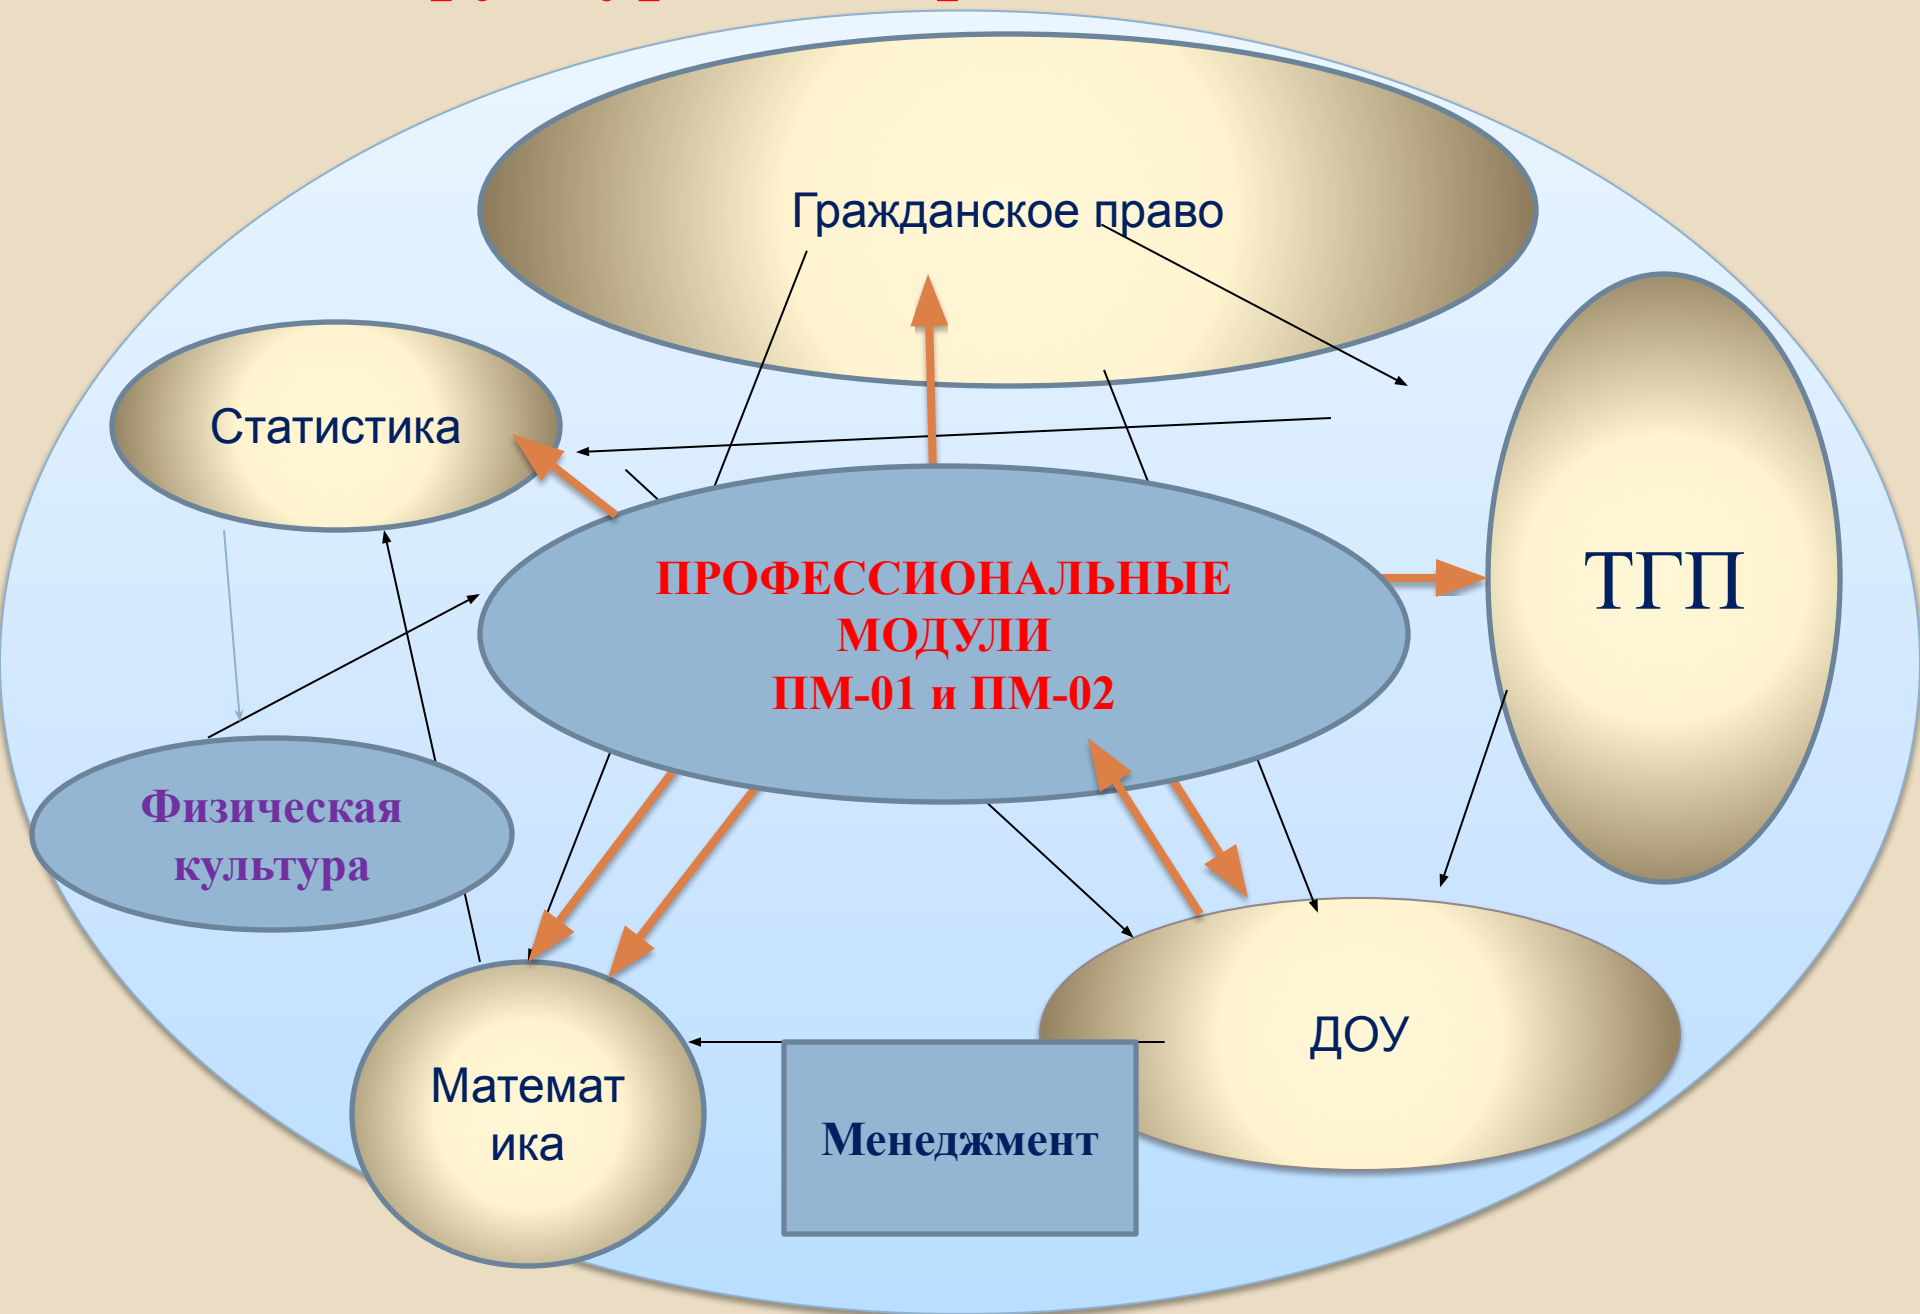 Гражданское право
Статистика
ПРОФЕССИОНАЛЬНЫЕ
МОДУЛИ
ПМ-01 и ПМ-02
ТГП
Физическая
культура
Математ
ика
Менеджмент
ДОУ